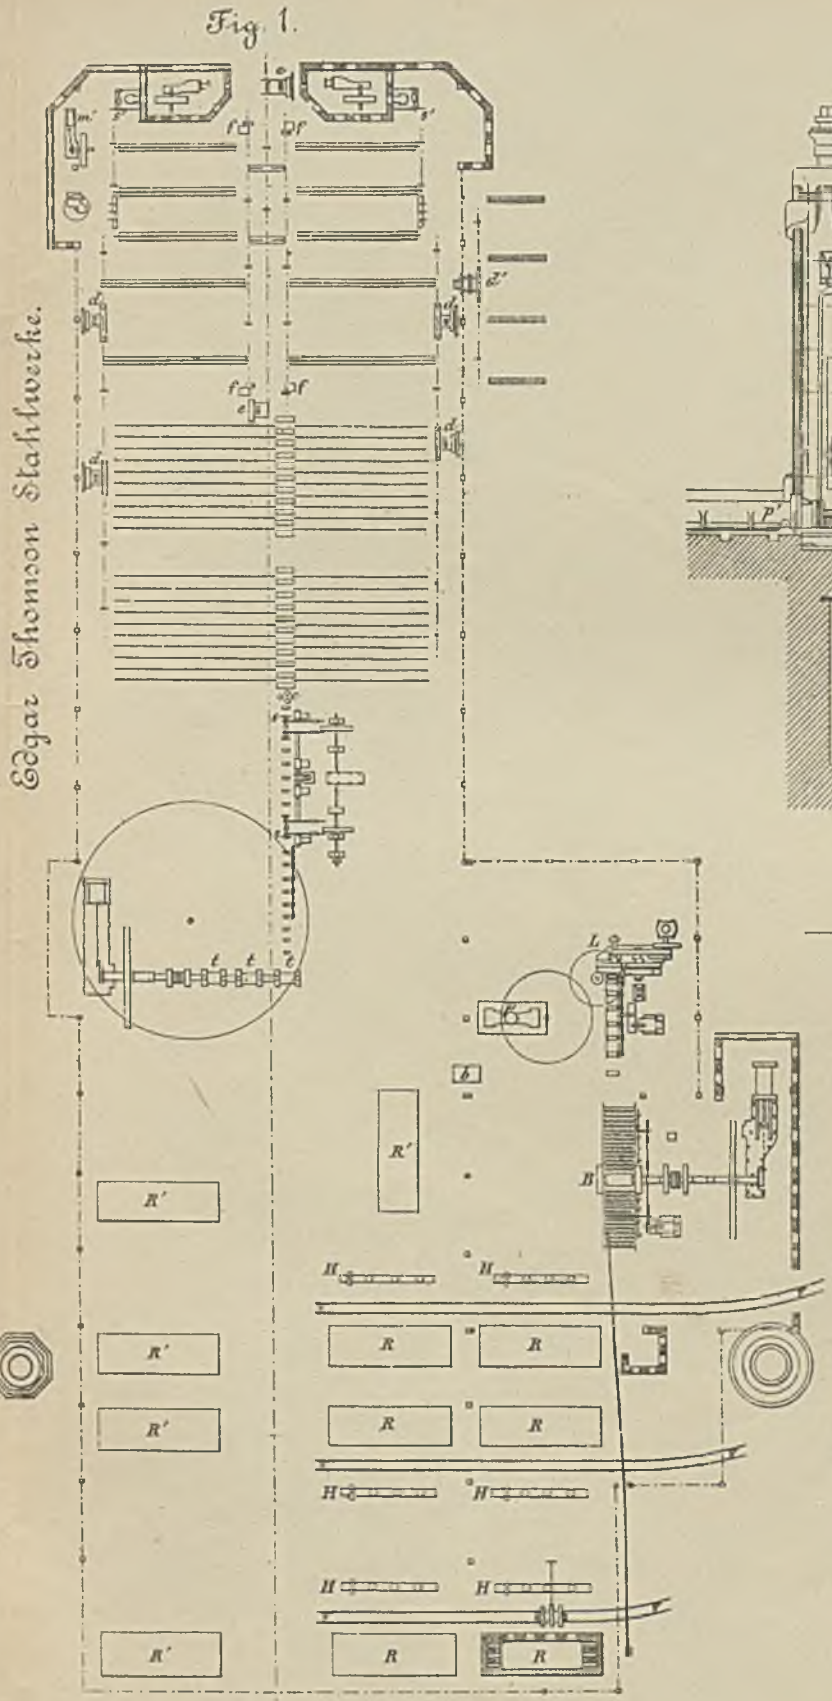 Fig. 1.
Edgar Thomson Stahlwerke.
m'
s'
s'
f
f
d'
d
d
f
f
e
d
d
p'
t
t
t
L
p
b
R'
B
R'
H
H
R'
R
R
R'
R
R
H
H
H
H
R'
R
R